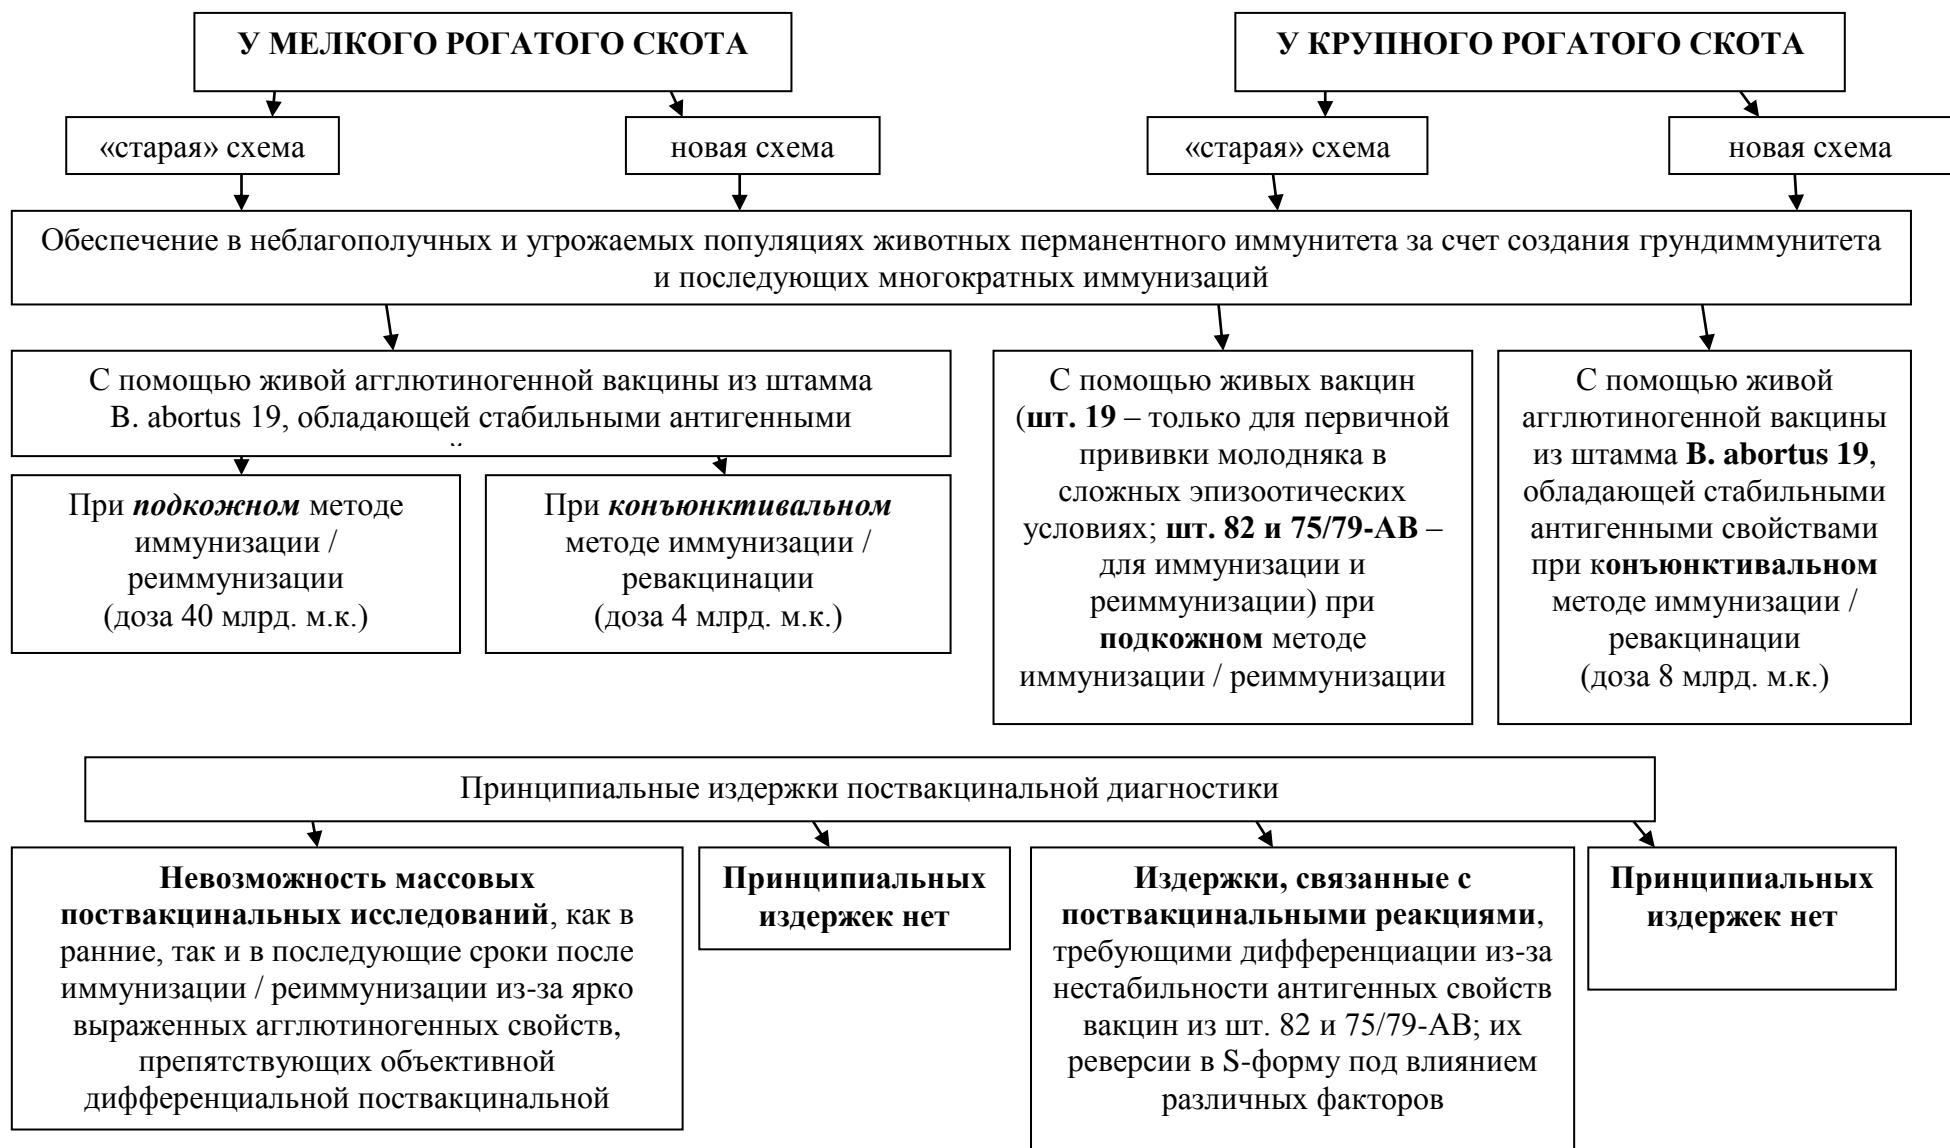 У МЕЛКОГО РОГАТОГО СКОТА
У КРУПНОГО РОГАТОГО СКОТА
«старая» схема
новая схема
«старая» схема
новая схема
Обеспечение в неблагополучных и угрожаемых популяциях животных перманентного иммунитета за счет создания грундиммунитета
и последующих многократных иммунизаций
С помощью живой агглютиногенной вакцины из штамма
B. abortus 19, обладающей стабильными антигенными
При подкожном методе
иммунизации /
реиммунизации
(доза 40 млрд. м.к.)
При конъюнктивальном
методе иммунизации /
ревакцинации
(доза 4 млрд. м.к.)
С помощью живых вакцин
(шт. 19 – только для первичной
прививки молодняка в
сложных эпизоотических
условиях; шт. 82 и 75/79-АВ –
для иммунизации и
реиммунизации) при
подкожном методе
иммунизации / реиммунизации
С помощью живой
агглютиногенной вакцины
из штамма B. abortus 19,
обладающей стабильными
антигенными свойствами
при конъюнктивальном
методе иммунизации /
ревакцинации
(доза 8 млрд. м.к.)
Принципиальные издержки поствакцинальной диагностики
Невозможность массовых
поствакцинальных исследований, как в
ранние, так и в последующие сроки после
иммунизации / реиммунизации из-за ярко
выраженных агглютиногенных свойств,
препятствующих объективной
дифференциальной поствакцинальной
Принципиальных
издержек нет
Издержки, связанные с
поствакцинальными реакциями,
требующими дифференциации из-за
нестабильности антигенных свойств
вакцин из шт. 82 и 75/79-АВ; их
реверсии в S-форму под влиянием
различных факторов
Принципиальных
издержек нет